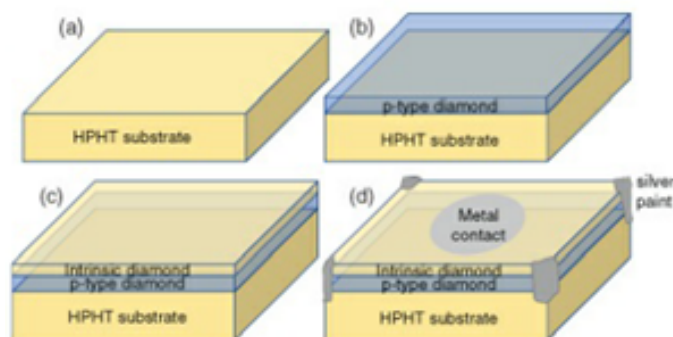 (a)
HPHT substrate
(b)
p-type diamond
HPHT substrate
(c)
Intrinsic diamond
p-type diamond
HPHT substrate
(d)
silver
paint
Metal
contact
Intrinsic diamond
p-type diamond
HPHT substrate